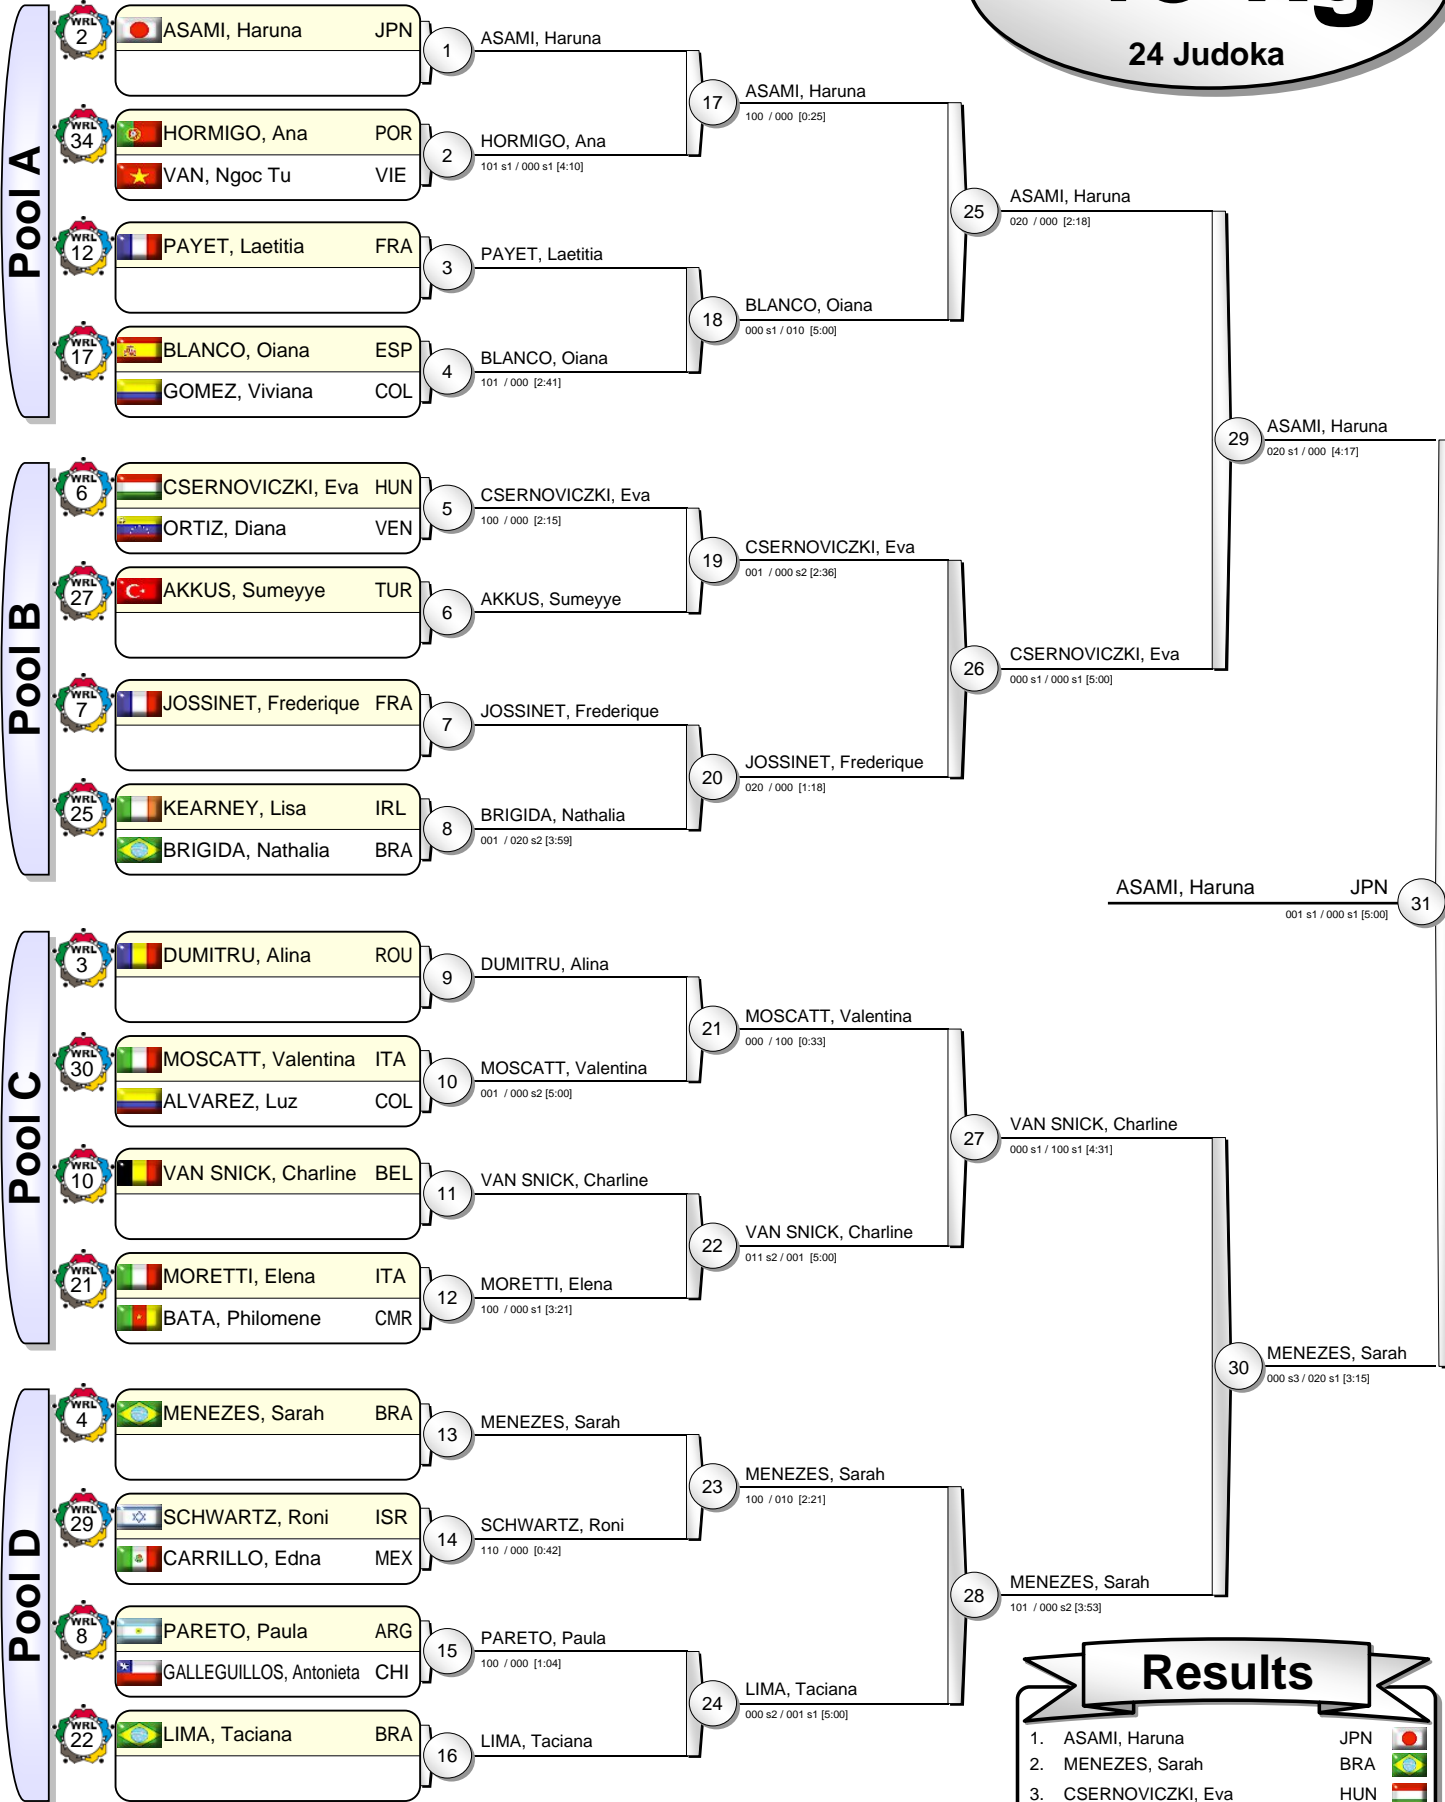 24 Judoka
Pool A
WRL 2
ASAMI, Haruna JPN
1
ASAMI, Haruna
WRL 34
HORMIGO, Ana POR
VAN, Ngoc Tu VIE
2
HORMIGO, Ana
101 s1 / 000 s1 [4:10]
17
ASAMI, Haruna
100 / 000 [0:25]
WRL 12
PAYET, Laetitia FRA
3
PAYET, Laetitia
WRL 17
BLANCO, Oiana ESP
GOMEZ, Viviana COL
4
BLANCO, Oiana
101 / 000 [2:41]
18
BLANCO, Oiana
000 s1 / 010 [5:00]
25
ASAMI, Haruna
020 / 000 [2:18]
Pool B
WRL 6
CSERNOVICZKI, Eva HUN
ORTIZ, Diana VEN
5
CSERNOVICZKI, Eva
100 / 000 [2:15]
WRL 27
AKKUS, Sumeyye TUR
6
AKKUS, Sumeyye
19
CSERNOVICZKI, Eva
001 / 000 s2 [2:36]
WRL 7
JOSSINET, Frederique FRA
7
JOSSINET, Frederique
WRL 25
KEARNEY, Lisa IRL
BRIGIDA, Nathalia BRA
8
BRIGIDA, Nathalia
001 / 020 s2 [3:59]
20
JOSSINET, Frederique
020 / 000 [1:18]
26
CSERNOVICZKI, Eva
000 s1 / 000 s1 [5:00]
29
ASAMI, Haruna
020 s1 / 000 [4:17]
ASAMI, Haruna JPN
001 s1 / 000 s1 [5:00]
31
Pool C
WRL 3
DUMITRU, Alina ROU
9
DUMITRU, Alina
WRL 30
MOSCATT, Valentina ITA
ALVAREZ, Luz COL
10
MOSCATT, Valentina
001 / 000 s2 [5:00]
21
MOSCATT, Valentina
000 / 100 [0:33]
WRL 10
VAN SNICK, Charline BEL
11
VAN SNICK, Charline
WRL 21
MORETTI, Elena ITA
BATA, Philomene CMR
12
MORETTI, Elena
100 / 000 s1 [3:21]
22
VAN SNICK, Charline
011 s2 / 001 [5:00]
27
VAN SNICK, Charline
000 s1 / 100 s1 [4:31]
Pool D
WRL 4
MENEZES, Sarah BRA
13
MENEZES, Sarah
WRL 29
SCHWARTZ, Roni ISR
CARRILLO, Edna MEX
14
SCHWARTZ, Roni
110 / 000 [0:42]
23
MENEZES, Sarah
100 / 010 [2:21]
WRL 8
PARETO, Paula ARG
GALLEGUILLOS, Antonieta CHI
15
PARETO, Paula
100 / 000 [1:04]
WRL 22
LIMA, Taciana BRA
16
LIMA, Taciana
24
LIMA, Taciana
000 s2 / 001 s1 [5:00]
28
MENEZES, Sarah
101 / 000 s2 [3:53]
30
MENEZES, Sarah
000 s3 / 020 s1 [3:15]
Results
1. ASAMI, Haruna JPN
2. MENEZES, Sarah BRA
3. CSERNOVICZKI, Eva HUN